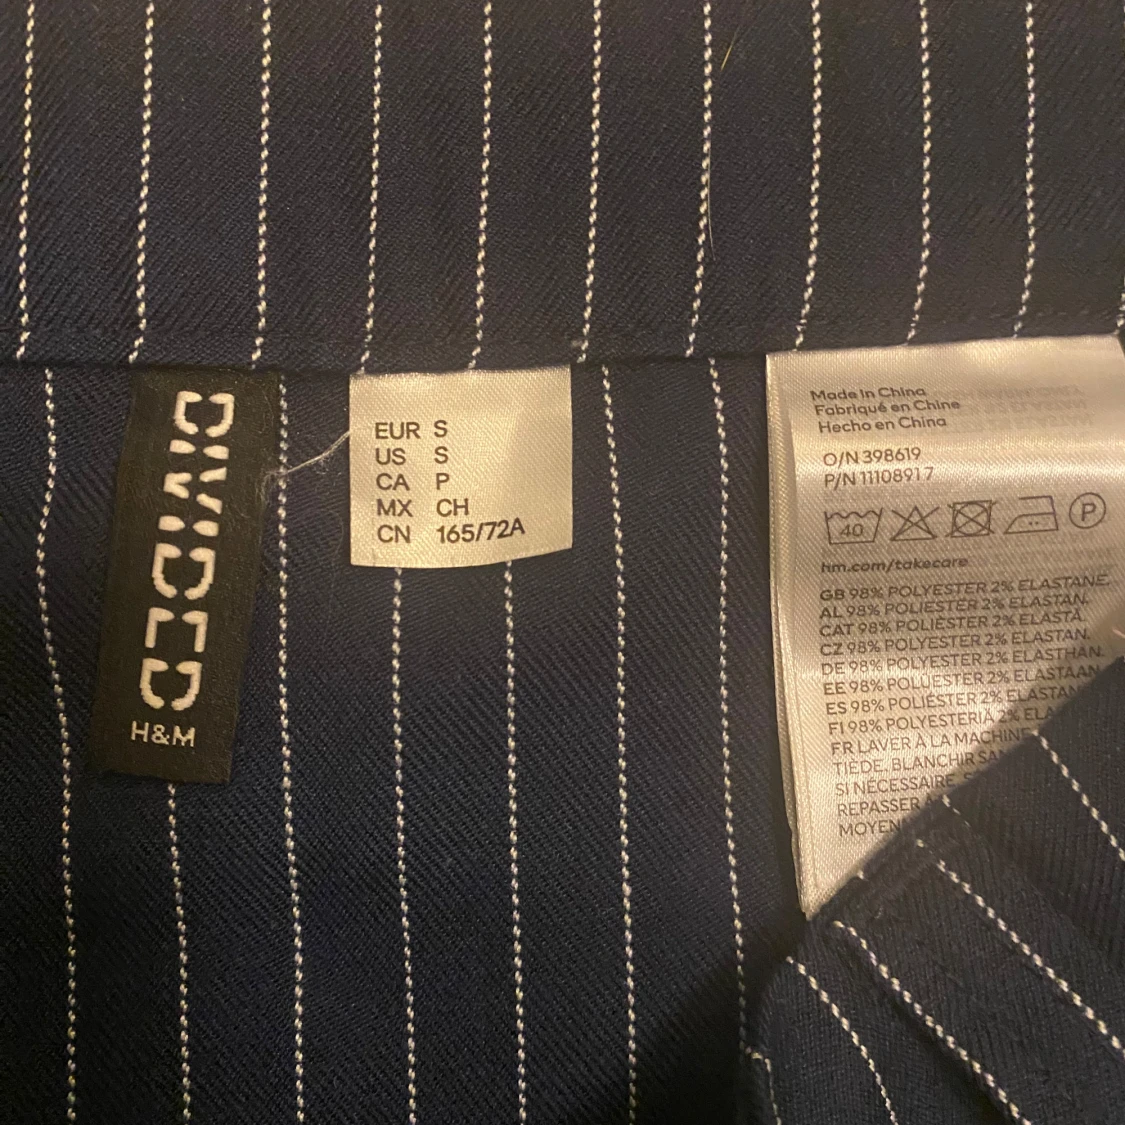 DIVIDED
H&M
EUR S
US S
CA P
MX CH
CN 165/72A
Made in China
Fabriqué en Chine
Hecho en China
O/N 398619
P/N 11108917
40
P
hm.com/takecare
GB 98% POLYESTER 2% ELASTANE.
AL 98% POLIESTER 2% ELASTAN.
CAT 98% POLIÈSTER 2% ELASTÀ.
CZ 98% POLYESTER 2% ELASTAN.
DE 98% POLYESTER 2% ELASTHAN.
EE 98% POLÜESTER 2% ELASTAAN
ES 98% POLIÉSTER 2% ELASTAN
FI 98% POLYESTERIÄ 2% ELA
FR LAVER À LA MACHINE
TIÈDE, BLANCHIR SAN
SI NÉCESSAIRE,
REPASSER À
MOYEN